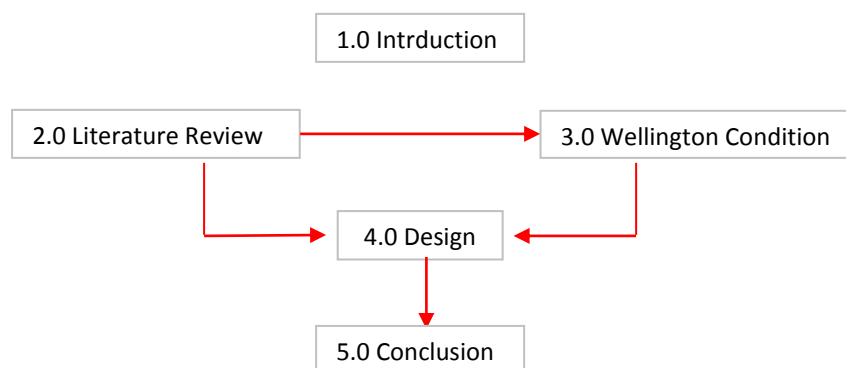 1.0 Intrduction
2.0 Literature Review
3.0 Wellington Condition
4.0 Design
5.0 Conclusion